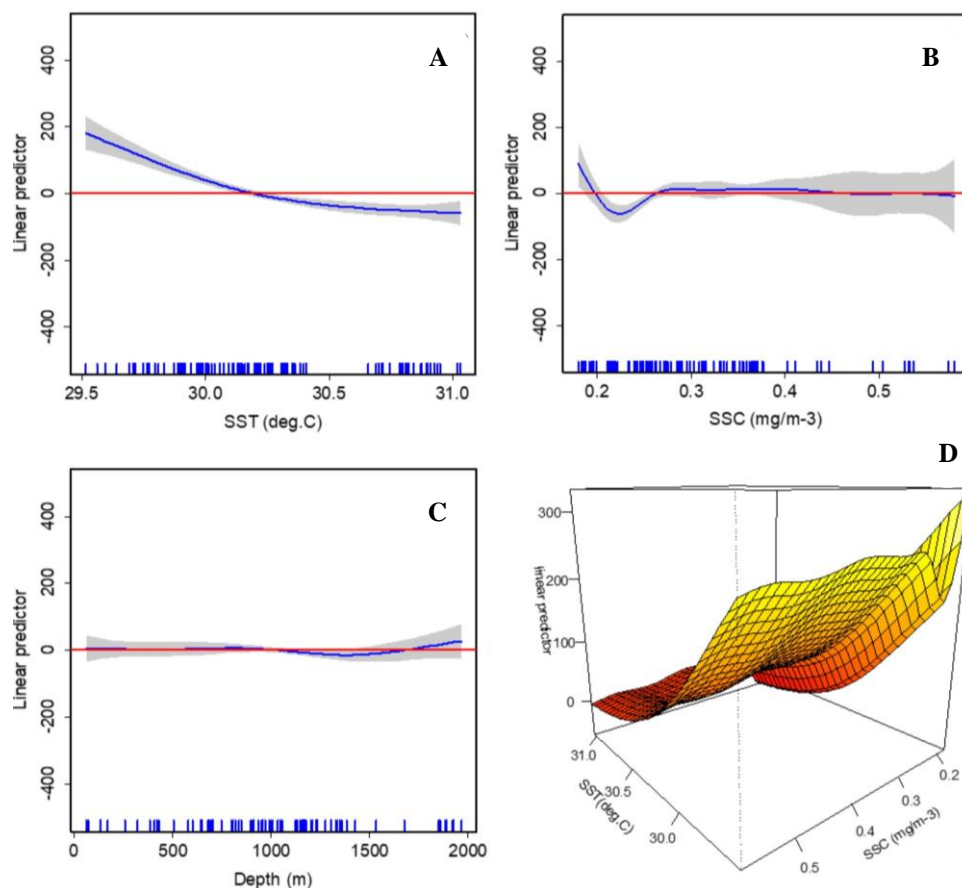 A
400
200
0
-200
-400
Linear predictor
29.5 30.0 30.5 31.0
SST (deg.C)
B
400
200
0
-200
-400
Linear predictor
0.2 0.3 0.4 0.5
SSC (mg/m-3)
C
400
200
0
-200
-400
Linear predictor
0 500 1000 1500 2000
Depth (m)
D
300
200
100
0
linear predictor
31.0
30.5
30.0
SST(deg.C)
0.2
0.3
0.4
0.5
SSC (mg/m-3)